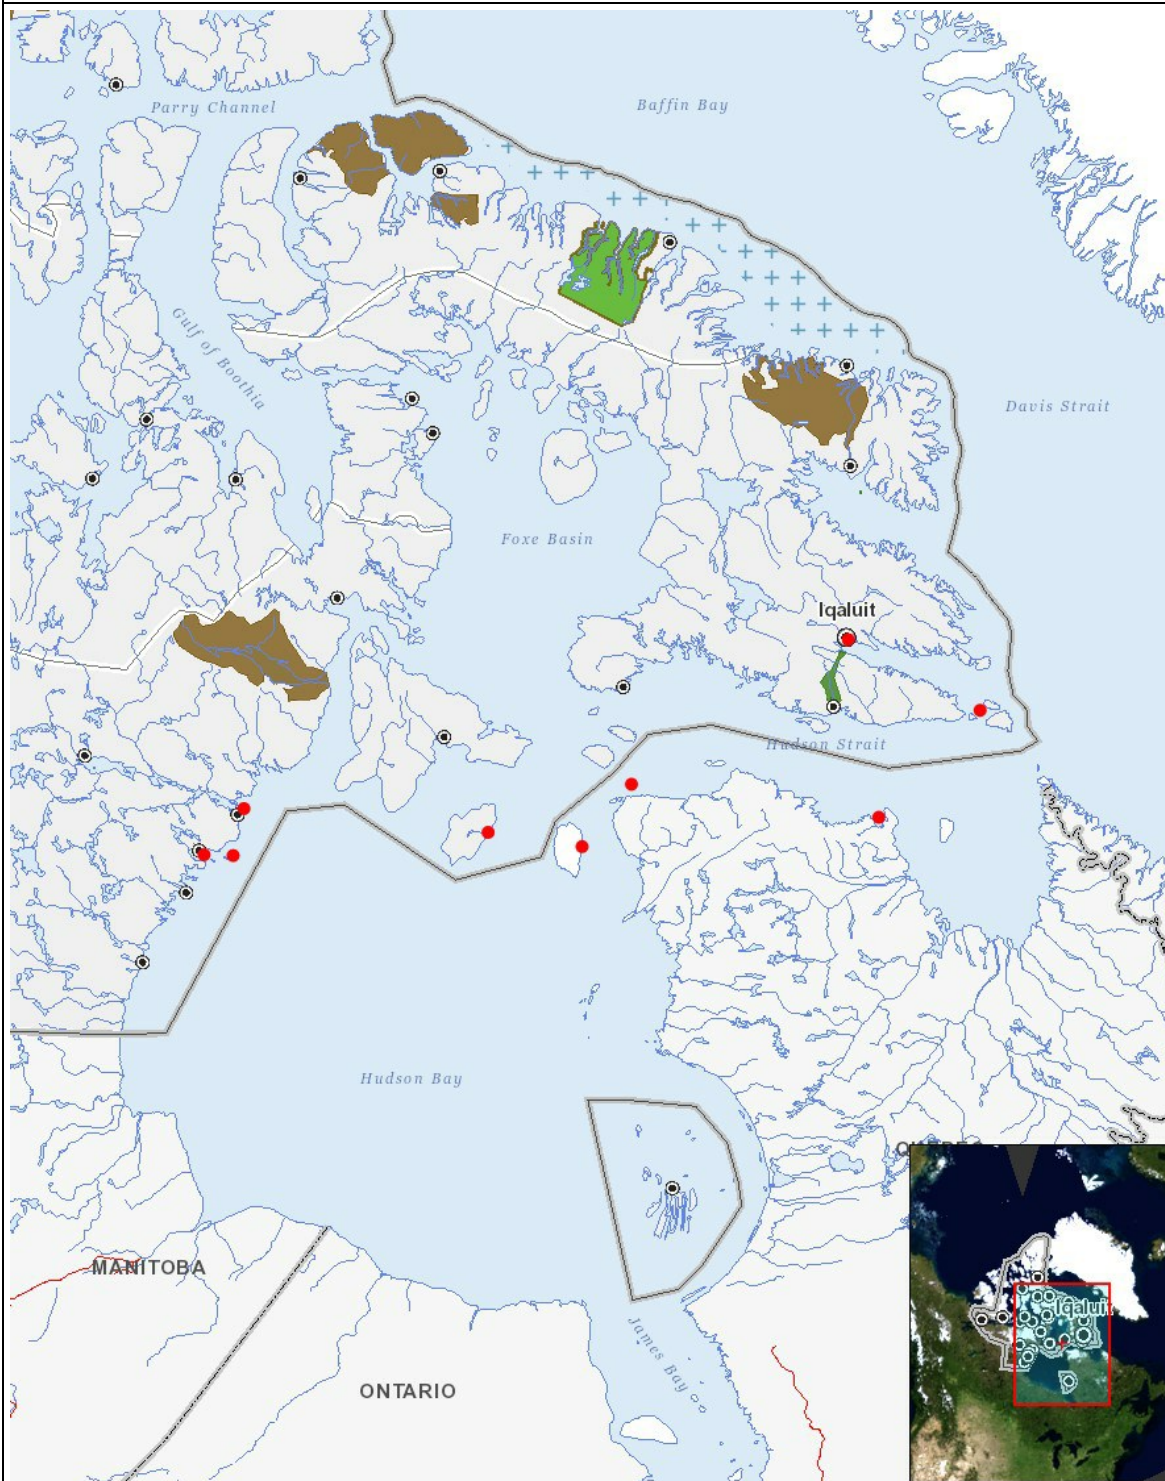 Parry Channel
Baffin Bay
Gulf of Boothia
Davis Strait
Foxe Basin
Iqaluit
Hudson Strait
Hudson Bay
MANITOBA
Iqaluit
James Bay
ONTARIO